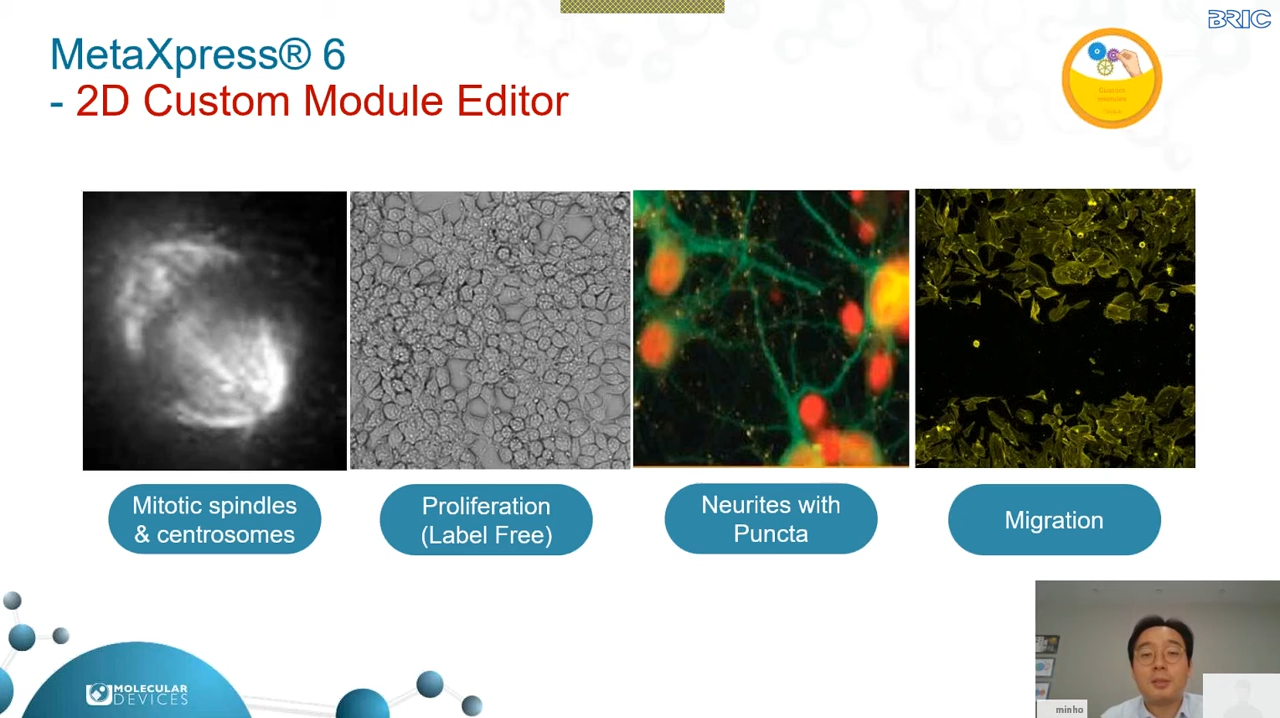 BRIC
MetaXpress® 6
- 2D Custom Module Editor
Custom
Mitotic spindles
& centrosomes
Proliferation
(Label Free)
Neurites with
Puncta
Migration
MOLECULAR
DEVICES
minho